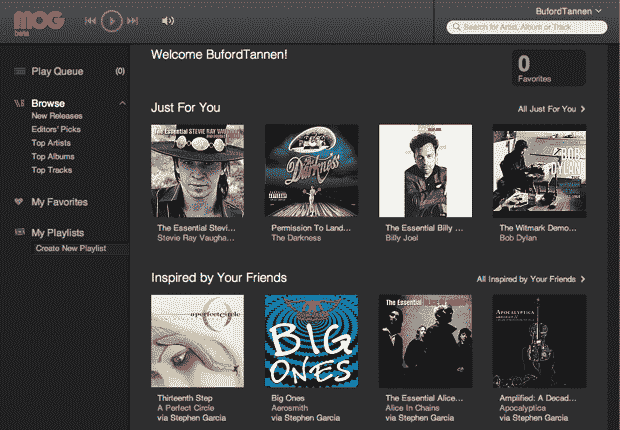 mog
beta
BufordTannen
Search for Artist, Album or Track
Play Queue (0)
Browse
New Releases
Editors' Picks
Top Artists
Top Albums
Top Tracks
My Favorites
My Playlists
Create New Playlist
Welcome BufordTannen!
0
Favorites
Just For You
All Just For You
The Essential STEVIE RAY VAUGHAN
The Darkness
BOB DYLAN
The Essential Stevi...
Stevie Ray Vaugha...
Permission To Land...
The Darkness
The Essential Billy ...
Billy Joel
The Witmark Demo...
Bob Dylan
Inspired by Your Friends
All Inspired by Your Friends
aperfectcircle
BIG
ONES
The Essential
APOCALYPTICA
Thirteenth Step
A Perfect Circle
via Stephen Garcia
Big Ones
Aerosmith
via Stephen Garcia
The Essential Alice...
Alice In Chains
via Stephen Garcia
Amplified: A Decad...
Apocalyptica
via Stephen Garcia